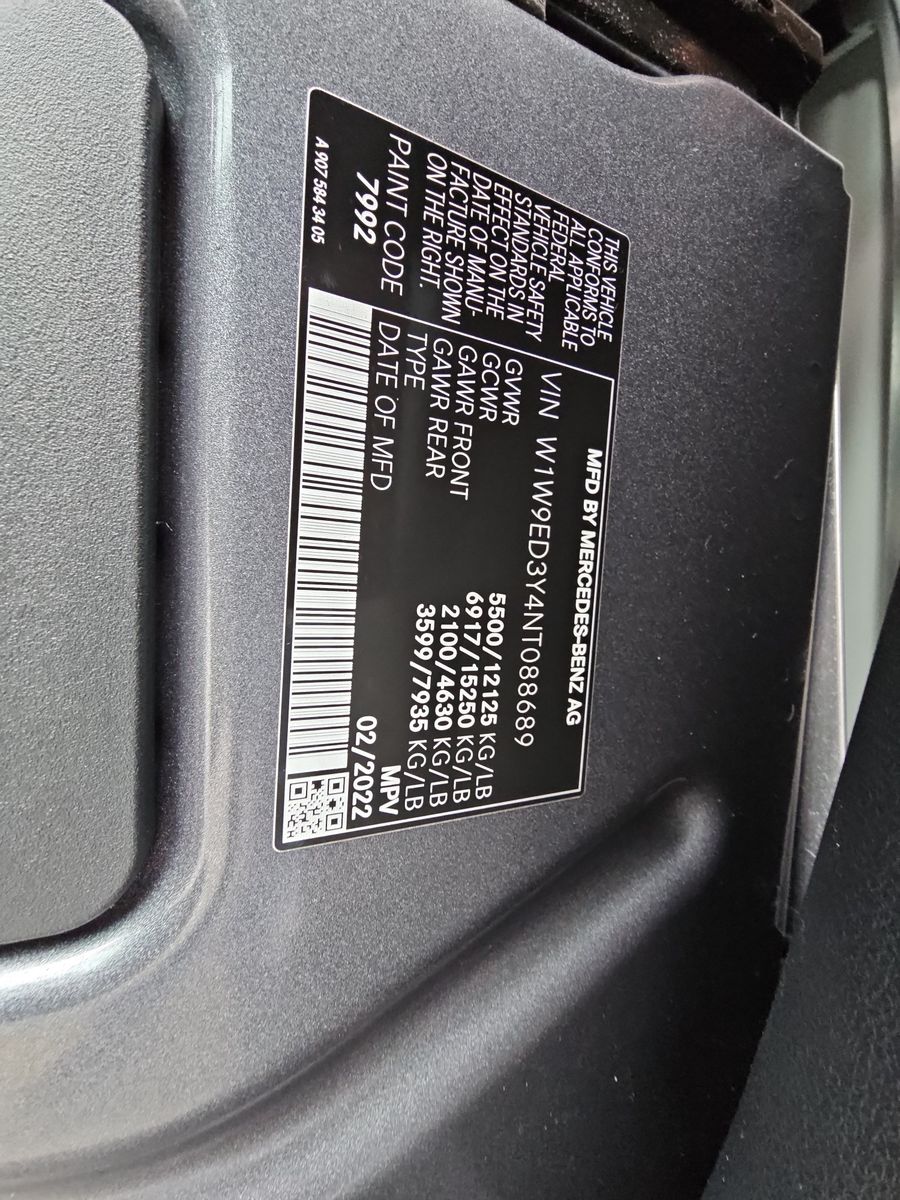 MFD BY MERCEDES-BENZ AG
THIS VEHICLE
CONFORMS TO
ALL APPLICABLE
FEDERAL
VEHICLE SAFETY
STANDARDS IN
EFFECT ON THE
DATE OF MANU-
FACTURE SHOWN
ON THE RIGHT.
PAINT CODE
7992
A 907 584 34 05
VIN W1W9ED3Y4NT088689
GVWR 5500/12125 KG/LB
GCWR 6917/15250 KG/LB
GAWR FRONT 2100/4630 KG/LB
GAWR REAR 3599/7935 KG/LB
TYPE MPV
DATE OF MFD 02/2022